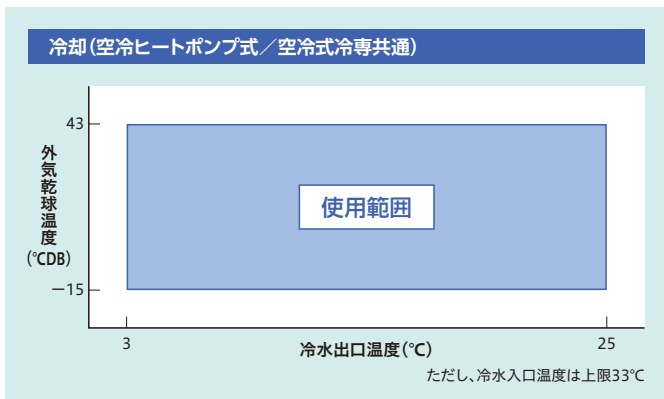 冷却（空冷ヒートポンプ式／空冷式冷専共通）
43
外気乾球温度
（℃DB）
使用範囲
－15
3
冷水出口温度（℃）
25
ただし、冷水入口温度は上限33℃